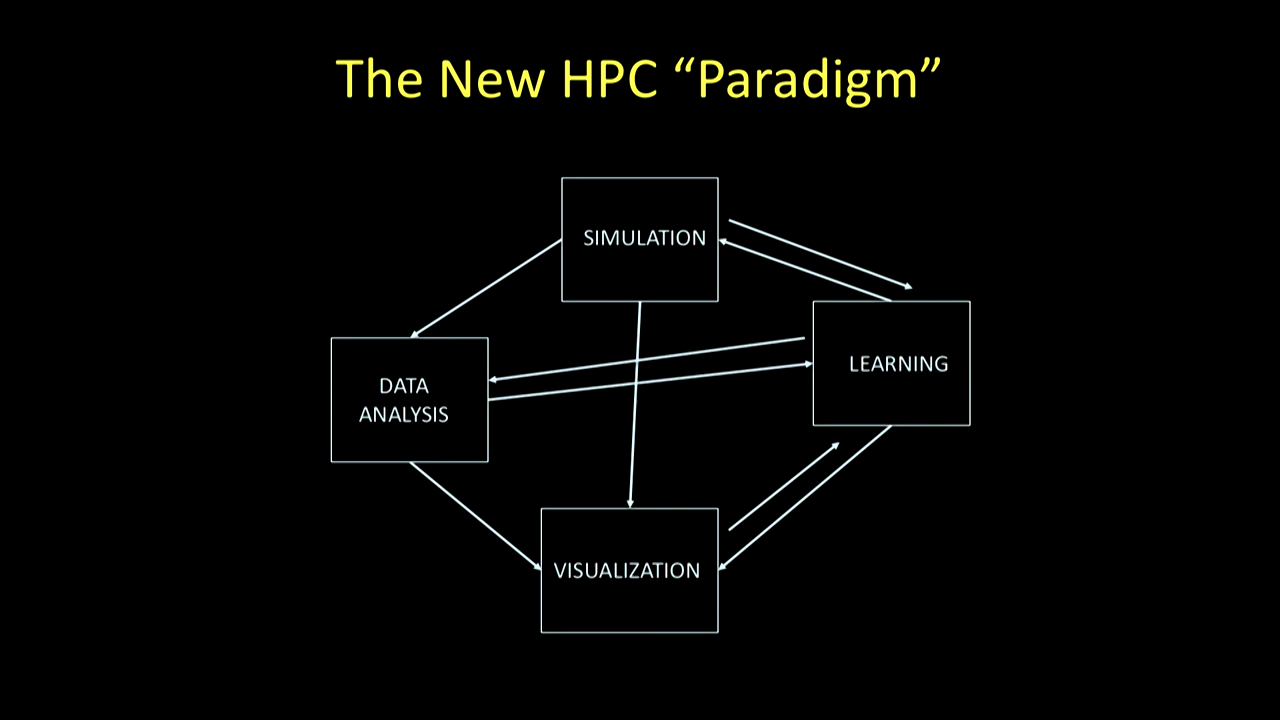 The New HPC “Paradigm”
SIMULATION
LEARNING
DATA
ANALYSIS
VISUALIZATION